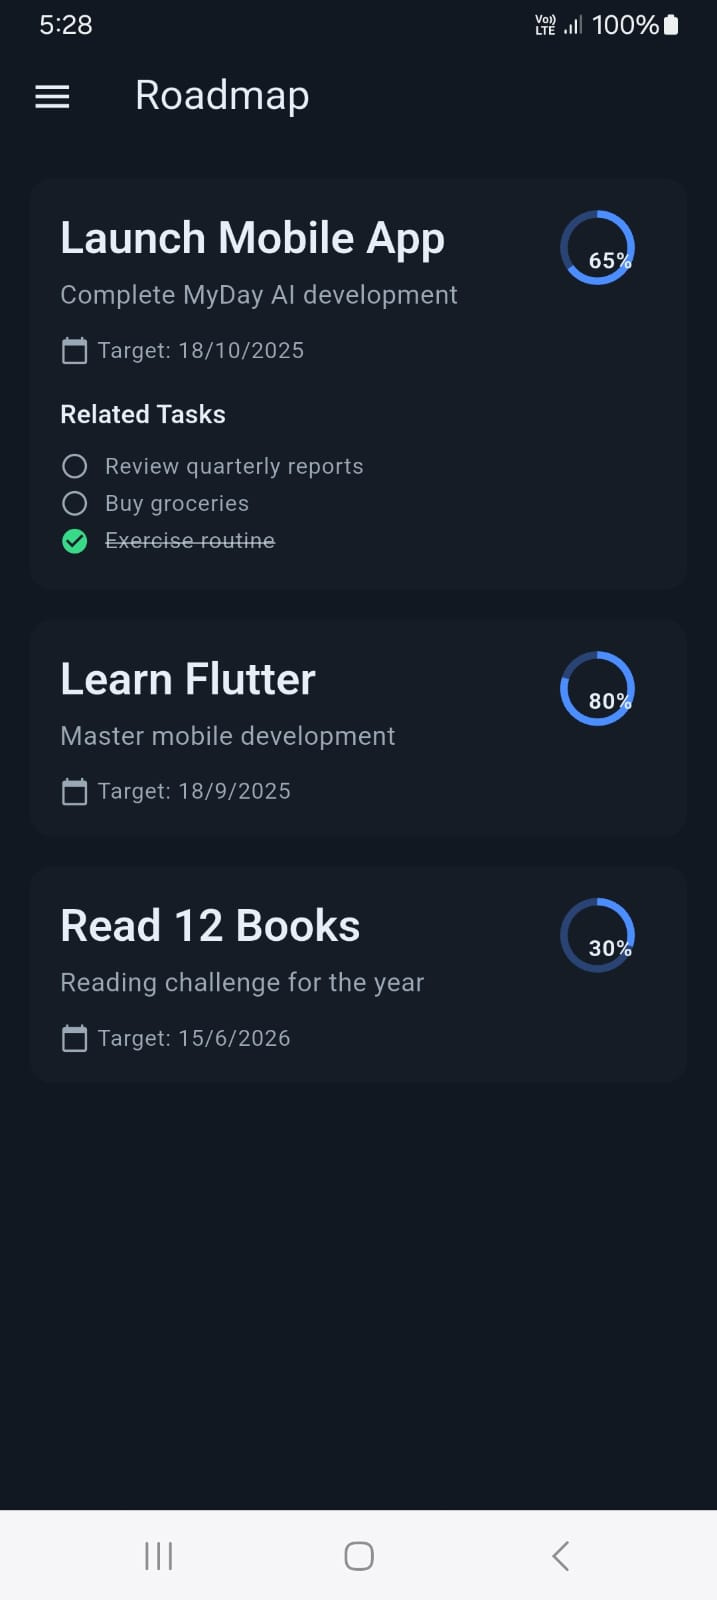 5:28
Vo)) LTE 100%
Roadmap
Launch Mobile App
65%
Complete MyDay AI development
Target: 18/10/2025
Related Tasks
Review quarterly reports
Buy groceries
Exercise routine
Learn Flutter
80%
Master mobile development
Target: 18/9/2025
Read 12 Books
30%
Reading challenge for the year
Target: 15/6/2026